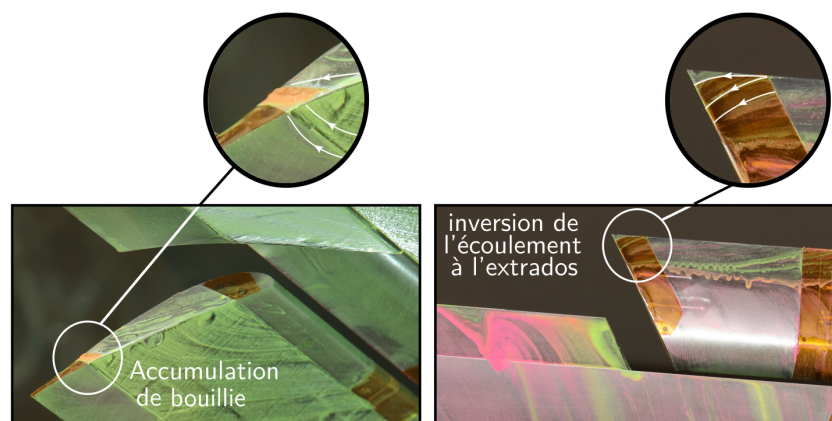 Accumulation
de bouillie
inversion de
l'écoulement
à l'extrados